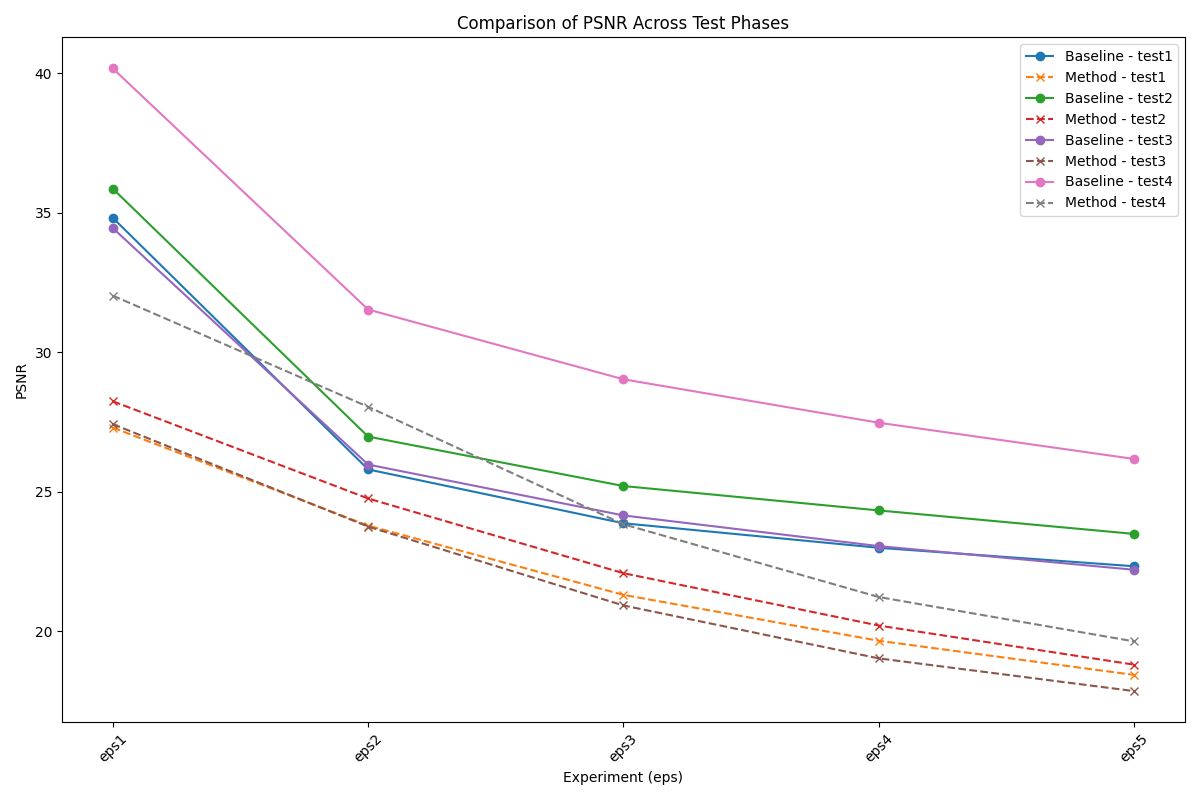 Comparison of PSNR Across Test Phases
Baseline - test1
Method - test1
Baseline - test2
Method - test2
Baseline - test3
Method - test3
Baseline - test4
Method - test4
PSNR
40
35
30
25
20
eps1
eps2
eps3
eps4
eps5
Experiment (eps)